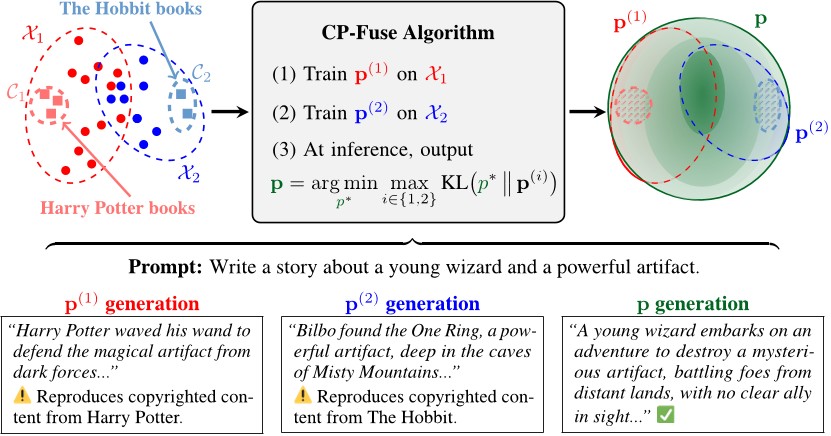 The Hobbit books
𝒳₁
𝒞₁
𝒞₂
𝒳₂
Harry Potter books
CP-Fuse Algorithm
(1) Train p⁽¹⁾ on 𝒳₁
(2) Train p⁽²⁾ on 𝒳₂
(3) At inference, output
p = arg min_{p*} max_{i∈{1,2}} KL(p* ‖ p⁽ⁱ⁾)
p⁽¹⁾
p
p⁽²⁾
Prompt: Write a story about a young wizard and a powerful artifact.
p⁽¹⁾ generation
“Harry Potter waved his wand to
defend the magical artifact from
dark forces...”
⚠️ Reproduces copyrighted con-
tent from Harry Potter.
p⁽²⁾ generation
“Bilbo found the One Ring, a pow-
erful artifact, deep in the caves
of Misty Mountains...”
⚠️ Reproduces copyrighted con-
tent from The Hobbit.
p generation
“A young wizard embarks on an
adventure to destroy a mysteri-
ous artifact, battling foes from
distant lands, with no clear ally
in sight...” ✅